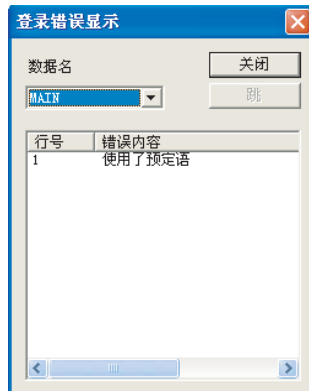 登录错误显示
数据名
关闭
MAIN
跳
行号 错误内容
1 使用了预定语